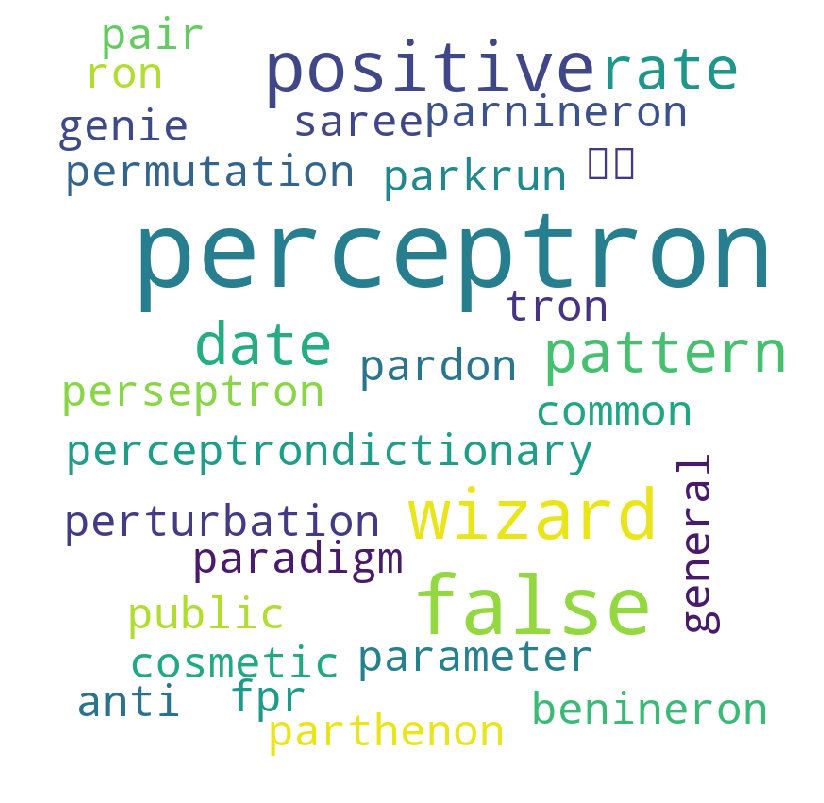 pair
positive rate
ron
genie
saree parnineron
permutation parkrun
perceptron
tron
date
pardon pattern
perseptron
common
perceptrondictionary
general
perturbation wizard
paradigm
false
public
cosmetic parameter
anti fpr
benineron
parthenon